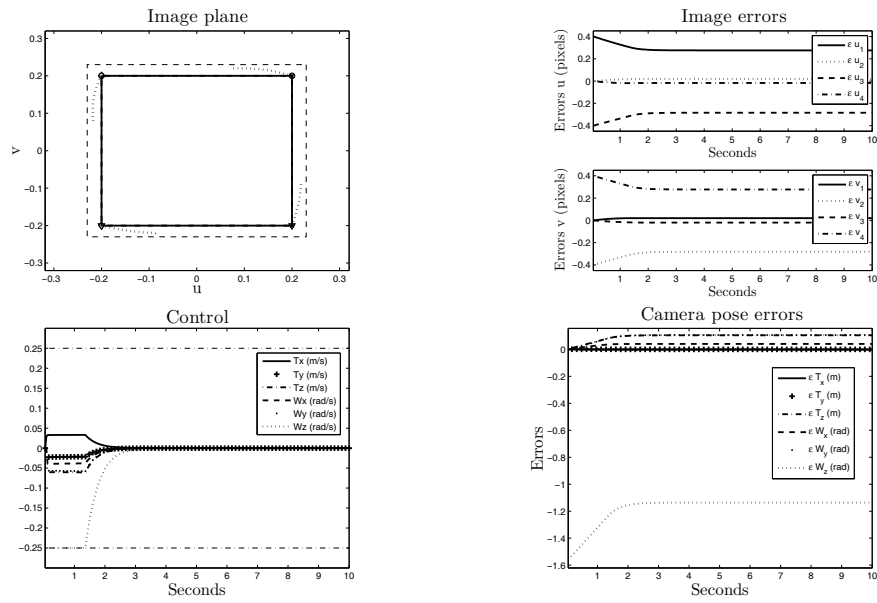 Image plane
0.3
0.2
0.1
0
−0.1
−0.2
−0.3
−0.3 −0.2 −0.1 0 0.1 0.2 0.3
v
u
Image errors
0.4
0.2
0
−0.2
−0.4
1 2 3 4 5 6 7 8 9 10
Errors u (pixels)
Seconds
ε u1
ε u2
ε u3
ε u4
0.4
0.2
0
−0.2
−0.4
1 2 3 4 5 6 7 8 9 10
Errors v (pixels)
Seconds
ε v1
ε v2
ε v3
ε v4
Control
0.25
0.2
0.15
0.1
0.05
0
−0.05
−0.1
−0.15
−0.2
−0.25
1 2 3 4 5 6 7 8 9 10
Seconds
Tx (m/s)
Ty (m/s)
Tz (m/s)
Wx (rad/s)
Wy (rad/s)
Wz (rad/s)
Camera pose errors
0
−0.2
−0.4
−0.6
−0.8
−1
−1.2
−1.4
−1.6
1 2 3 4 5 6 7 8 9 10
Errors
Seconds
ε Tx (m)
ε Ty (m)
ε Tz (m)
ε Wx (rad)
ε Wy (rad)
ε Wz (rad)